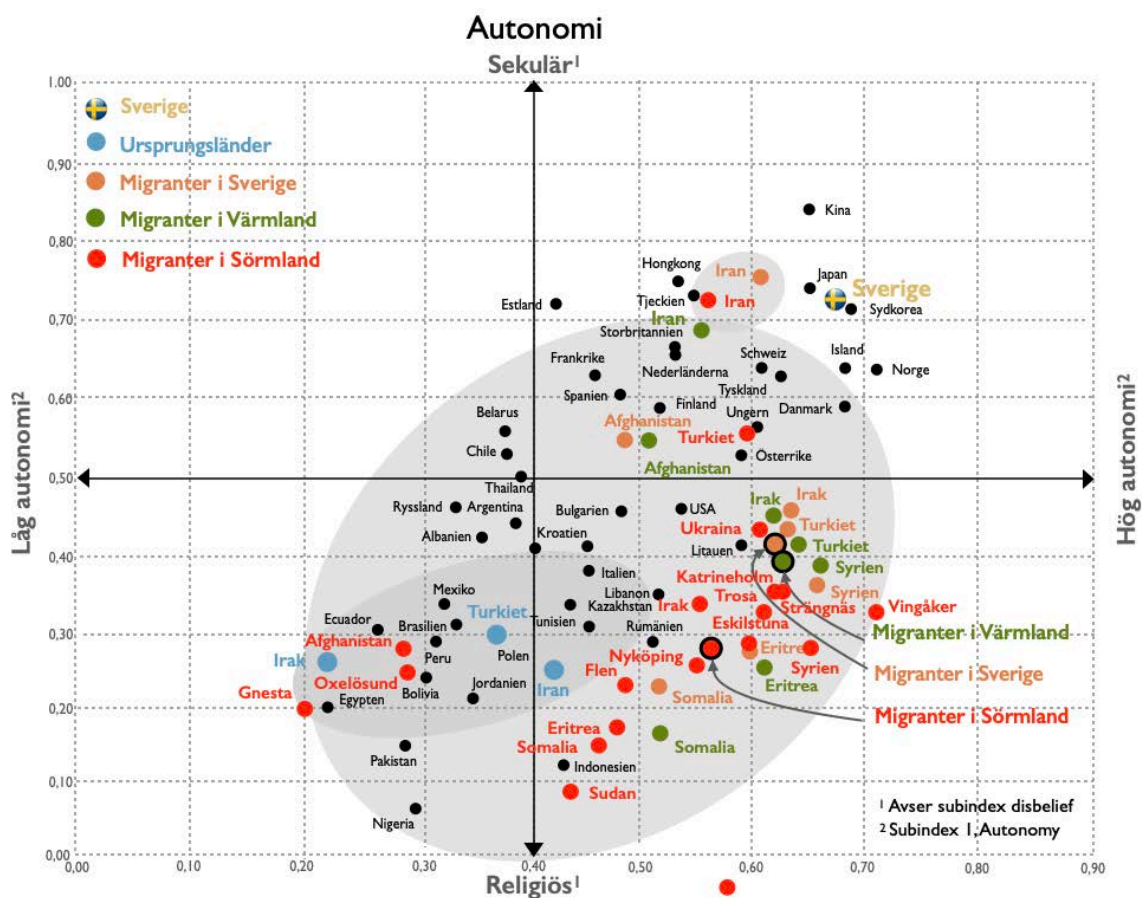 Autonomi
Sekulär¹
1.00
0,90
0,80
0,70
0,60
0,50
0,40
0,30
0,20
0,10
0,00
Sverige
Ursprungsländer
Migranter i Sverige
Migranter i Värmland
Migranter i Sörmland
Kina
Hongkong
Iran
Japan
Sverige
Estland
Tjeckien
Iran
Sydkorea
Iran
Storbritannien
Frankrike
Schweiz
Island
Nederländerna
Norge
Spanien
Tyskland
Finland
Danmark
Belarus
Afghanistan
Ungern
Turkiet
Chile
Afghanistan
Österrike
Thailand
Låg autonomi²
Hög autonomi²
Ryssland
Argentina
Bulgarien
USA
Irak
Irak
Albanien
Kroatien
Ukraina
Turkiet
Litauen
Turkiet
Italien
Katrineholm
Syrien
Mexiko
Libanon
Trosa
Syrien
Kazakhstan
Irak
Strängnäs
Vingåker
Ecuador
Brasilien
Turkiet
Tunisien
Rumänien
Eskilstuna
Migranter i Värmland
Afghanistan
Peru
Polen
Nyköping
Eritrea
Syrien
Irak
Oxelösund
Iran
Flen
Eritrea
Migranter i Sverige
Gnesta
Bolivia
Jordanien
Somalia
Egypten
Migranter i Sörmland
Eritrea
Somalia
Somalia
Pakistan
Indonesien
Sudan
Nigeria
¹ Avser subindex disbelief
² Subindex 1, Autonomy
0,00
0,10
0,20
0,30
0,40
0,50
0,60
0,70
0,80
0,90
Religiös¹